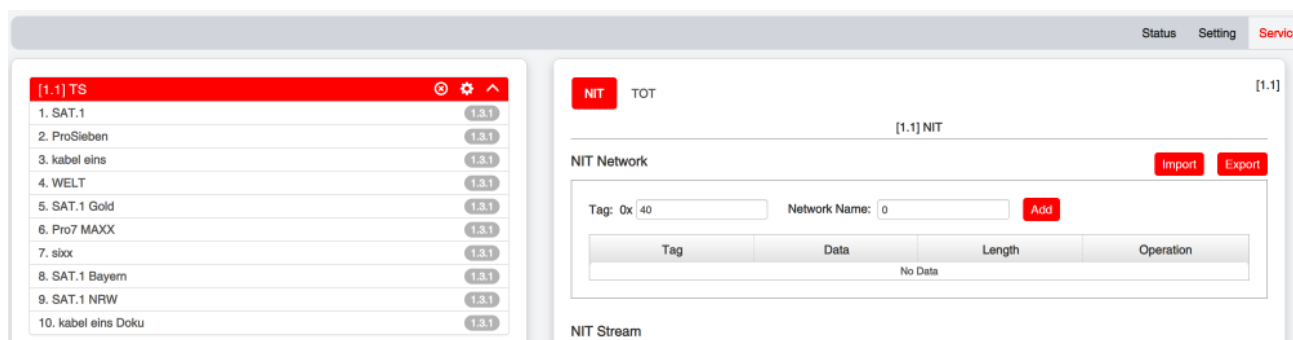 Status Setting Servic
[1.1] TS
1. SAT.1 1.3.1
2. ProSieben 1.3.1
3. kabel eins 1.3.1
4. WELT 1.3.1
5. SAT.1 Gold 1.3.1
6. Pro7 MAXX 1.3.1
7. sixx 1.3.1
8. SAT.1 Bayern 1.3.1
9. SAT.1 NRW 1.3.1
10. kabel eins Doku 1.3.1
NIT TOT [1.1]
[1.1] NIT
NIT Network Import Export
Tag: 0x 40 Network Name: 0 Add
Tag Data Length Operation
No Data
NIT Stream